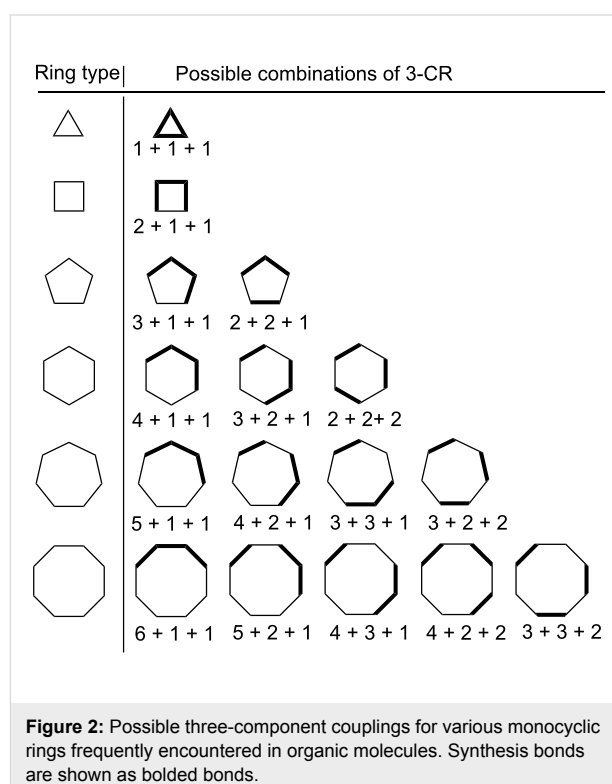 Ring type Possible combinations of 3-CR
1 + 1 + 1
2 + 1 + 1
3 + 1 + 1 2 + 2 + 1
4 + 1 + 1 3 + 2 + 1 2 + 2+ 2
5 + 1 + 1 4 + 2 + 1 3 + 3 + 1 3 + 2 + 2
6 + 1 + 1 5 + 2 + 1 4 + 3 + 1 4 + 2 + 2 3 + 3 + 2
Figure 2: Possible three-component couplings for various monocyclic
rings frequently encountered in organic molecules. Synthesis bonds
are shown as bolded bonds.